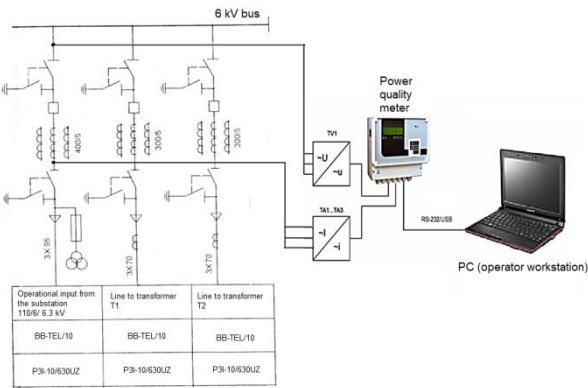 6 kV bus
Power
quality
meter
400/5
300/5
300/5
TV1
~U
~u
TA1...TA3
~I
~i
RS-232/USB
PC (operator workstation)
3X95
3X70
3X70
Operational input from
the substation
110/6/ 6.3 kV
Line to transformer
T1
Line to transformer
T2
BB-TEL/10
BB-TEL/10
BB-TEL/10
P3I-10/630UZ
P3I-10/630UZ
P3I-10/630UZ